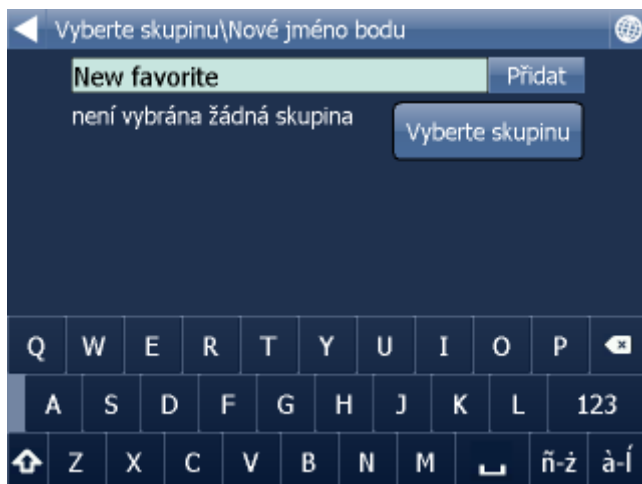 Vyberte skupinu\Nové jméno bodu
New favorite Přidat
není vybrána žádná skupina Vyberte skupinu
Q W E R T Y U I O P
A S D F G H J K L 123
Z X C V B N M ñ-ż à-Í